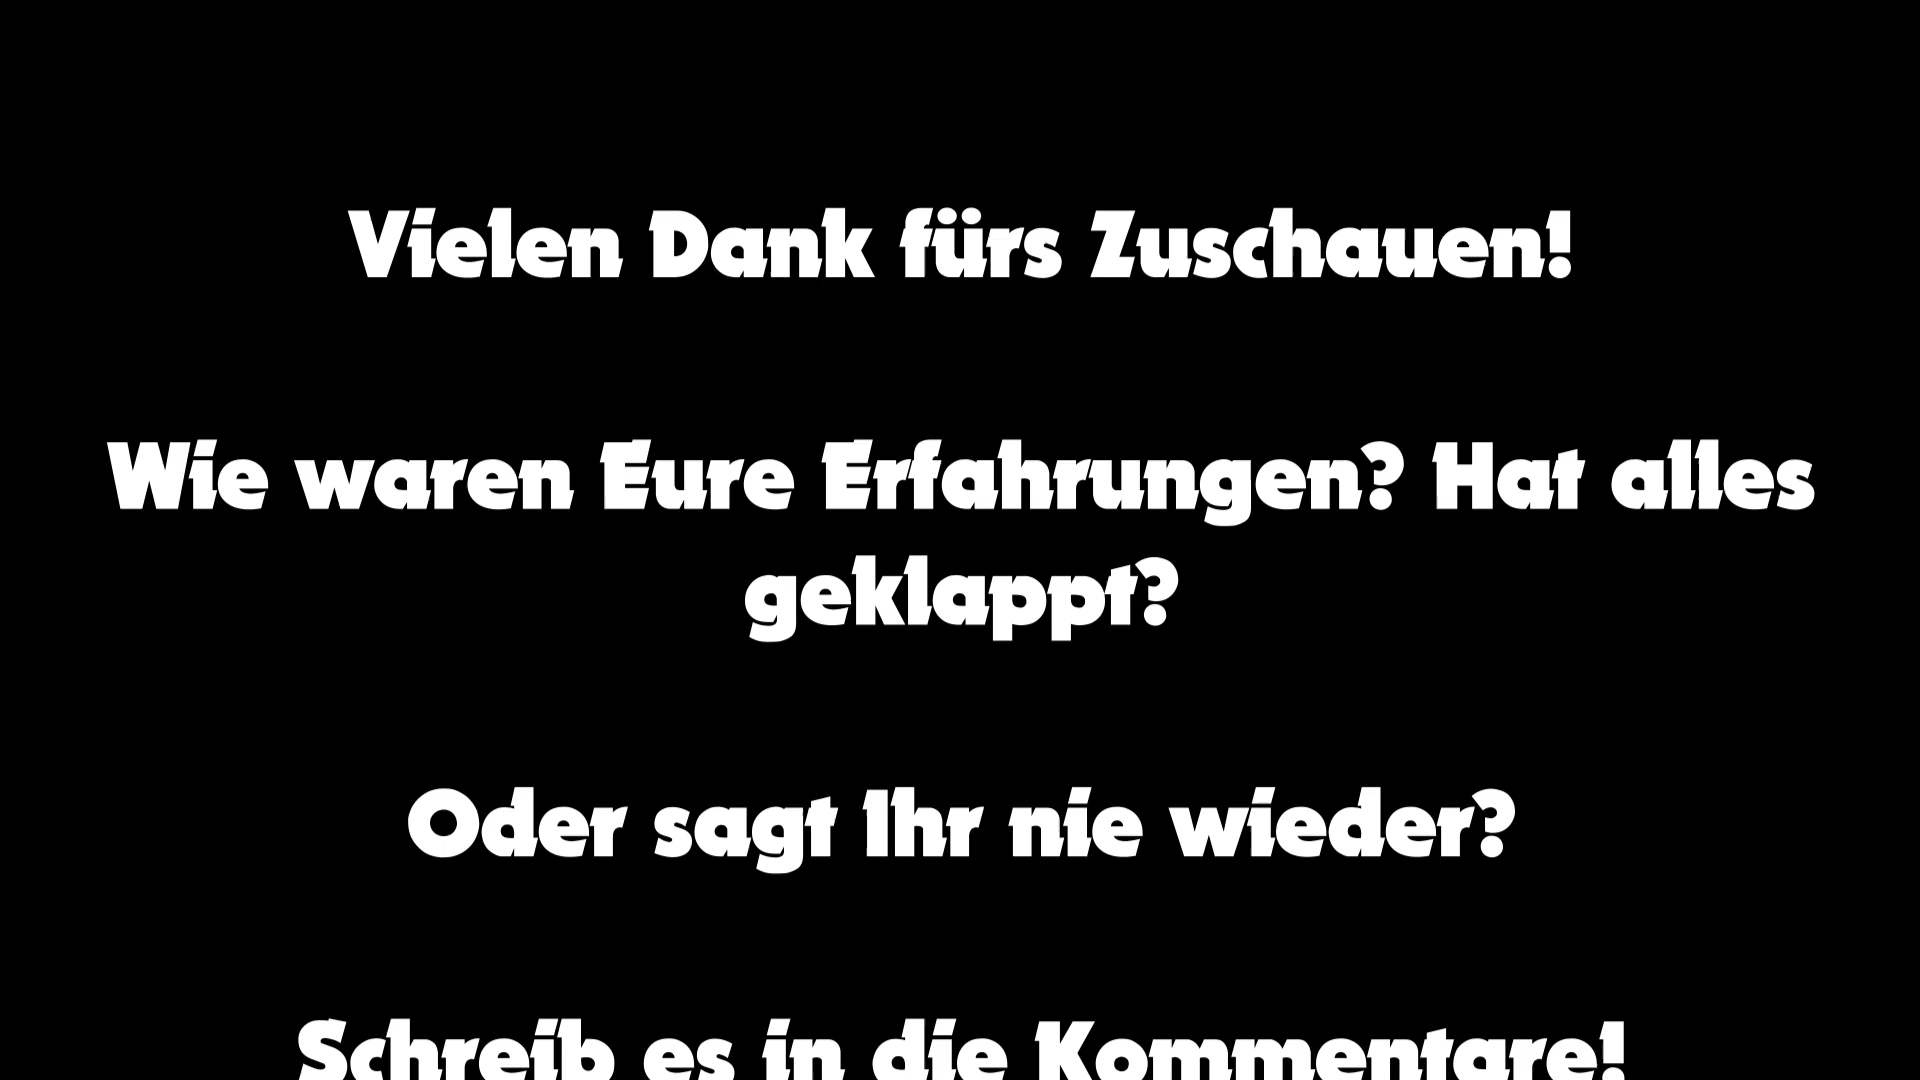 Vielen Dank fürs Zuschauen!
Wie waren Eure Erfahrungen? Hat alles
geklappt?
Oder sagt Ihr nie wieder?
Schreib es in die Kommentare!